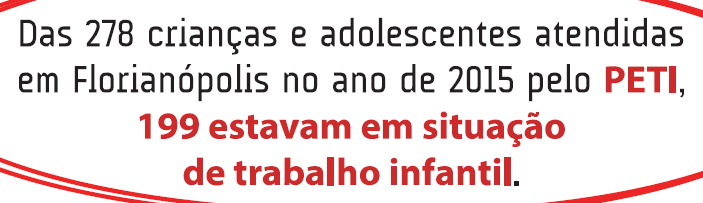 Das 278 crianças e adolescentes atendidas
em Florianópolis no ano de 2015 pelo PETI,
199 estavam em situação
de trabalho infantil.